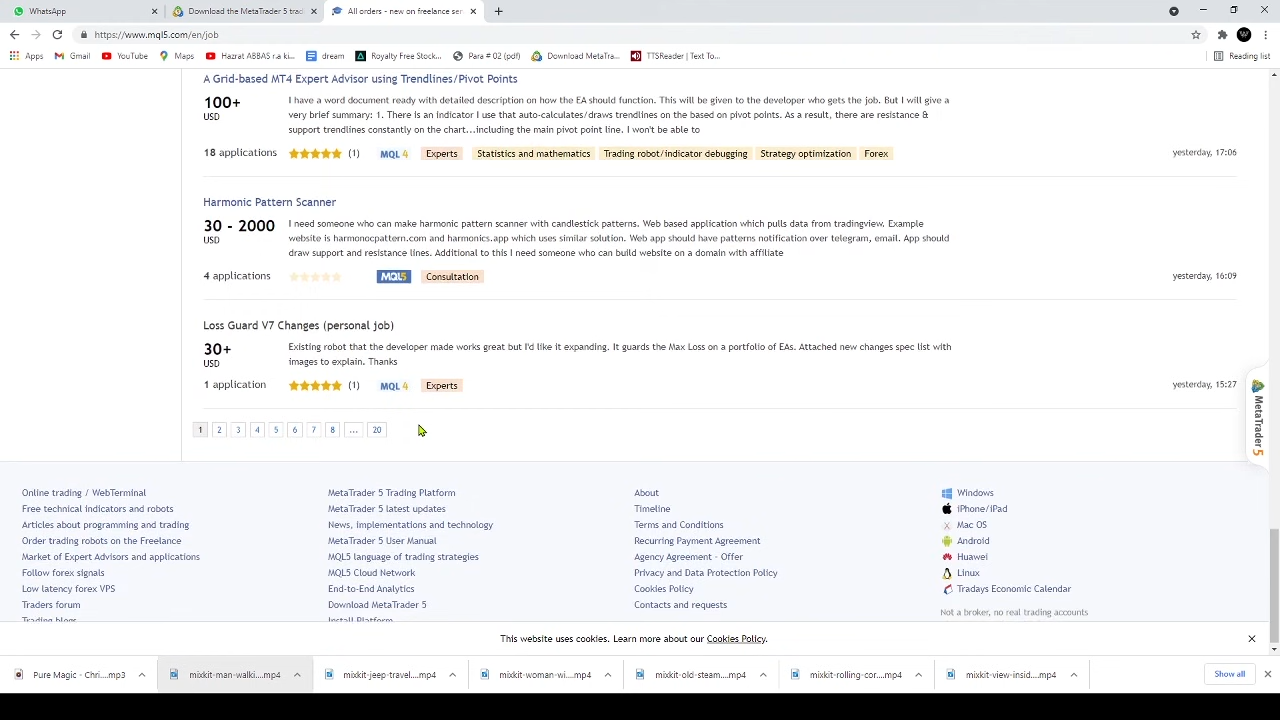 WhatsApp
Download the MetaTrader 5 trac
All orders - new on freelance ser
https://www.mql5.com/en/job
Apps
Gmail
YouTube
Maps
Hazrat ABBAS r.a ki...
dream
Royalty Free Stock...
Para # 02 (pdf)
Download MetaTra...
TTSReader | Text To...
Reading list
A Grid-based MT4 Expert Advisor using Trendlines/Pivot Points
100+
USD
I have a word document ready with detailed description on how the EA should function. This will be given to the developer who gets the job. But I will give a
very brief summary: 1. There is an indicator I use that auto-calculates/draws trendlines on the based on pivot points. As a result, there are resistance &
support trendlines constantly on the chart...including the main pivot point line. I won't be able to
18 applications
(1)
MQL 4
Experts
Statistics and mathematics
Trading robot/indicator debugging
Strategy optimization
Forex
yesterday, 17:06
Harmonic Pattern Scanner
30 - 2000
USD
I need someone who can make harmonic pattern scanner with candlestick patterns. Web based application which pulls data from tradingview. Example
website is harmonocpattern.com and harmonics.app which uses similar solution. Web app should have patterns notification over telegram, email. App should
draw support and resistance lines. Additional to this I need someone who can build website on a domain with affiliate
4 applications
MQL5
Consultation
yesterday, 16:09
Loss Guard V7 Changes (personal job)
30+
USD
Existing robot that the developer made works great but I'd like it expanding. It guards the Max Loss on a portfolio of EAs. Attached new changes spec list with
images to explain. Thanks
1 application
(1)
MQL 4
Experts
yesterday, 15:27
MetaTrader 5
1 2 3 4 5 6 7 8 ... 20
Online trading / WebTerminal
Free technical indicators and robots
Articles about programming and trading
Order trading robots on the Freelance
Market of Expert Advisors and applications
Follow forex signals
Low latency forex VPS
Traders forum
Trading blogs
MetaTrader 5 Trading Platform
MetaTrader 5 latest updates
News, implementations and technology
MetaTrader 5 User Manual
MQL5 language of trading strategies
MQL5 Cloud Network
End-to-End Analytics
Download MetaTrader 5
Install Platform
About
Timeline
Terms and Conditions
Recurring Payment Agreement
Agency Agreement - Offer
Privacy and Data Protection Policy
Cookies Policy
Contacts and requests
Windows
iPhone/iPad
Mac OS
Android
Huawei
Linux
Tradays Economic Calendar
Not a broker, no real trading accounts
This website uses cookies. Learn more about our Cookies Policy.
Pure Magic - Chri....mp3
mixkit-man-walki....mp4
mixkit-jeep-travel....mp4
mixkit-woman-wi....mp4
mixkit-old-steam....mp4
mixkit-rolling-cor....mp4
mixkit-view-insid....mp4
Show all